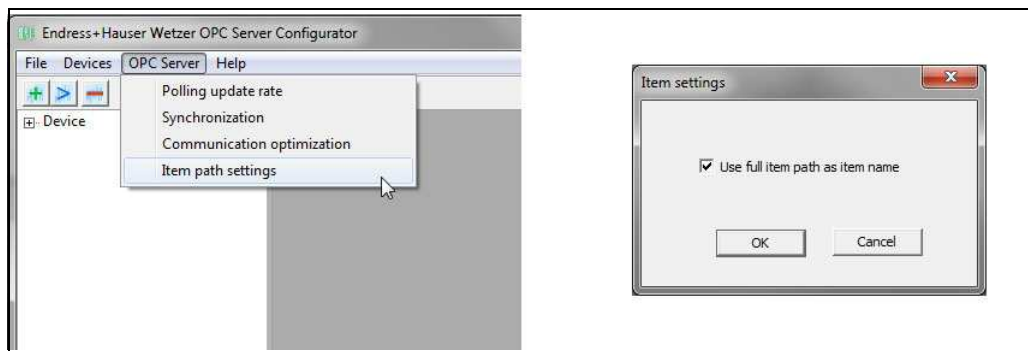 Endress+Hauser Wetzer OPC Server Configurator
File Devices OPC Server Help
Polling update rate
Device
Synchronization
Communication optimization
Item path settings
Item settings
Use full item path as item name
OK Cancel